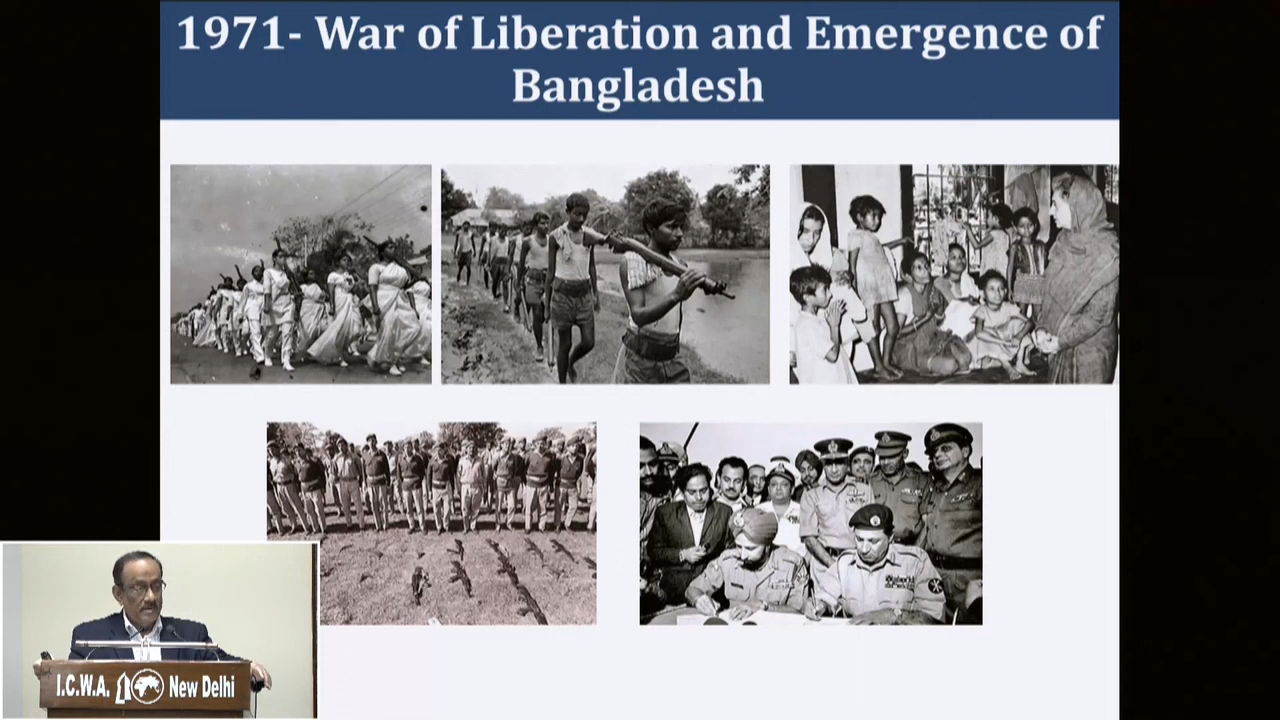 1971- War of Liberation and Emergence of
Bangladesh
I.C.W.A. New Delhi